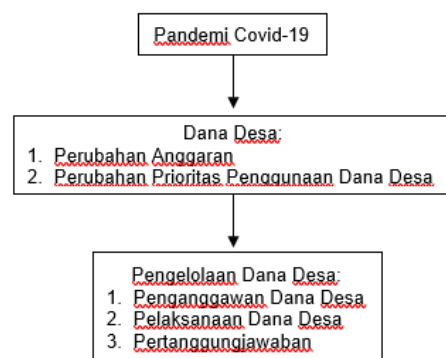 Pandemi Covid-19
Dana Desa:
1. Perubahan Anggaran
2. Perubahan Prioritas Penggunaan Dana Desa
Pengelolaan Dana Desa:
1. Penganggawan Dana Desa
2. Pelaksanaan Dana Desa
3. Pertanggungjawaban